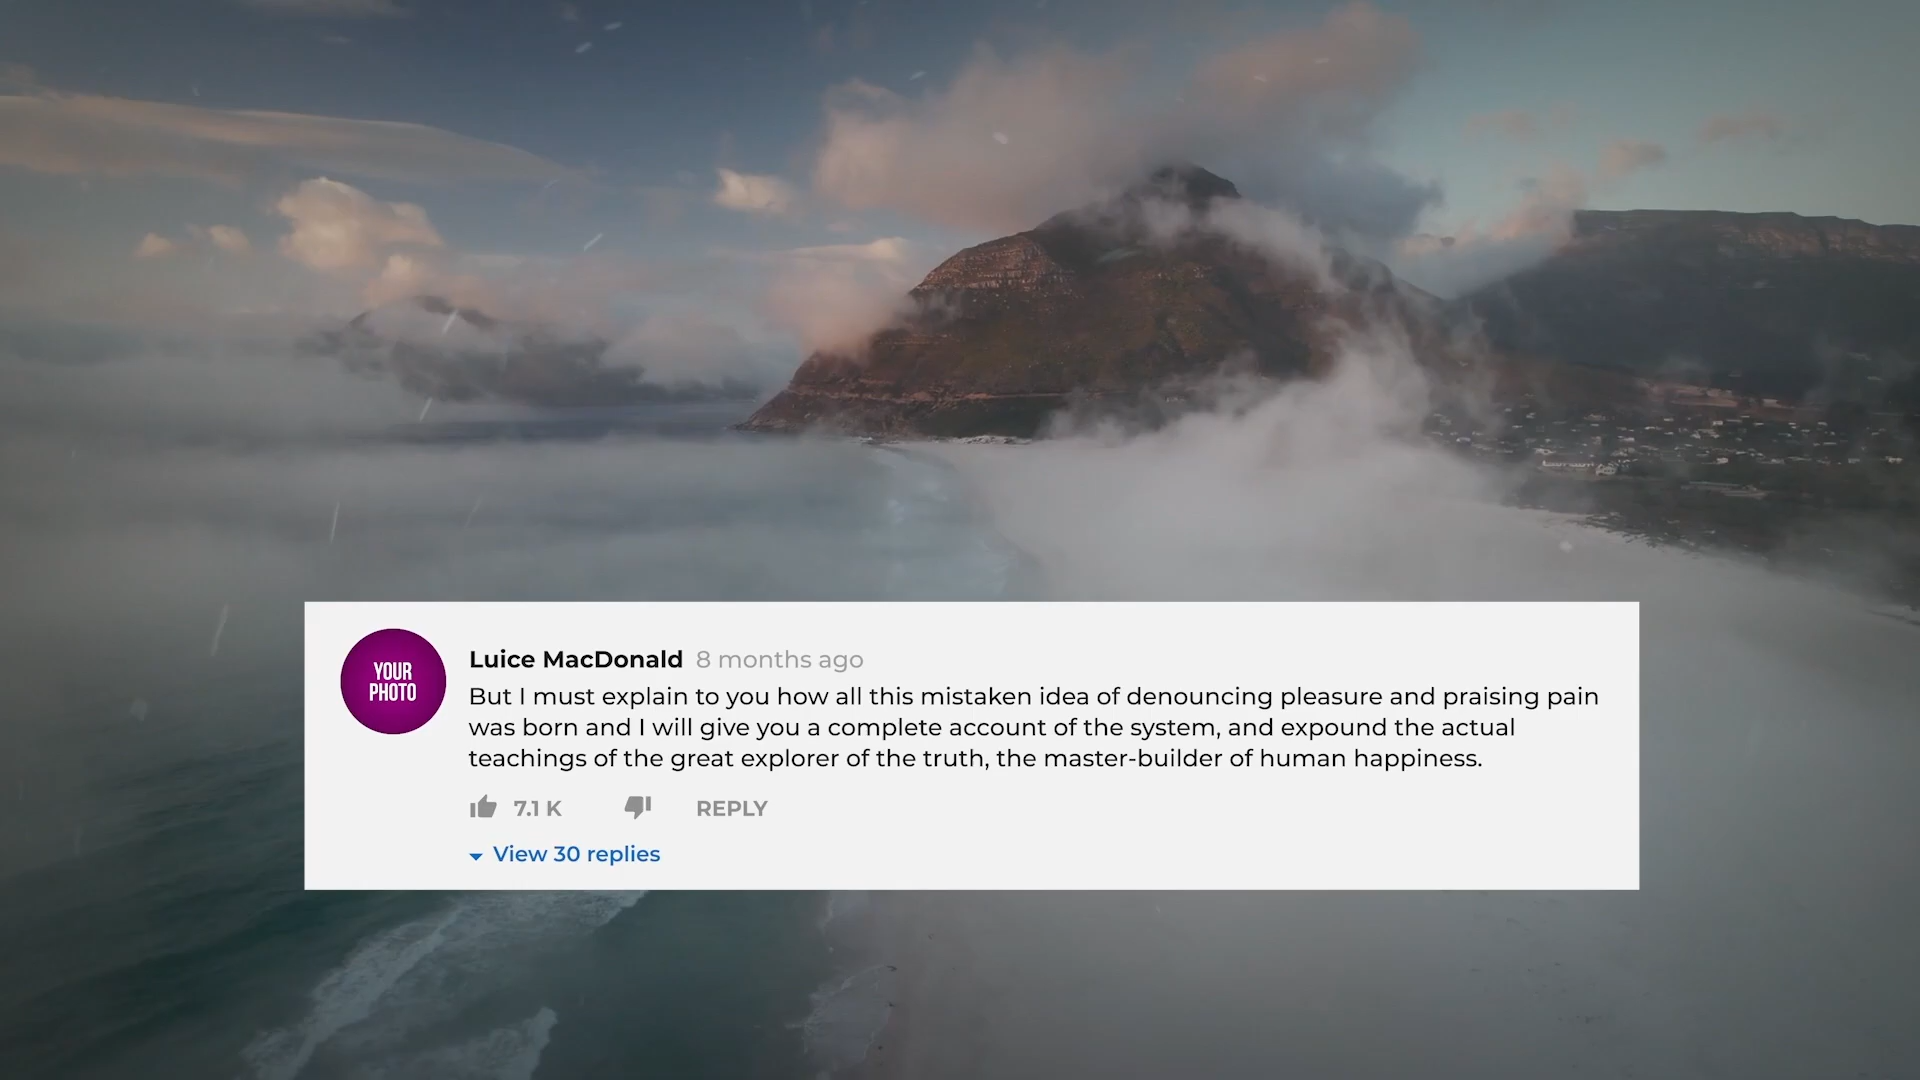 YOUR
PHOTO
Luice MacDonald 8 months ago
But I must explain to you how all this mistaken idea of denouncing pleasure and praising pain
was born and I will give you a complete account of the system, and expound the actual
teachings of the great explorer of the truth, the master-builder of human happiness.
7.1 K REPLY
View 30 replies